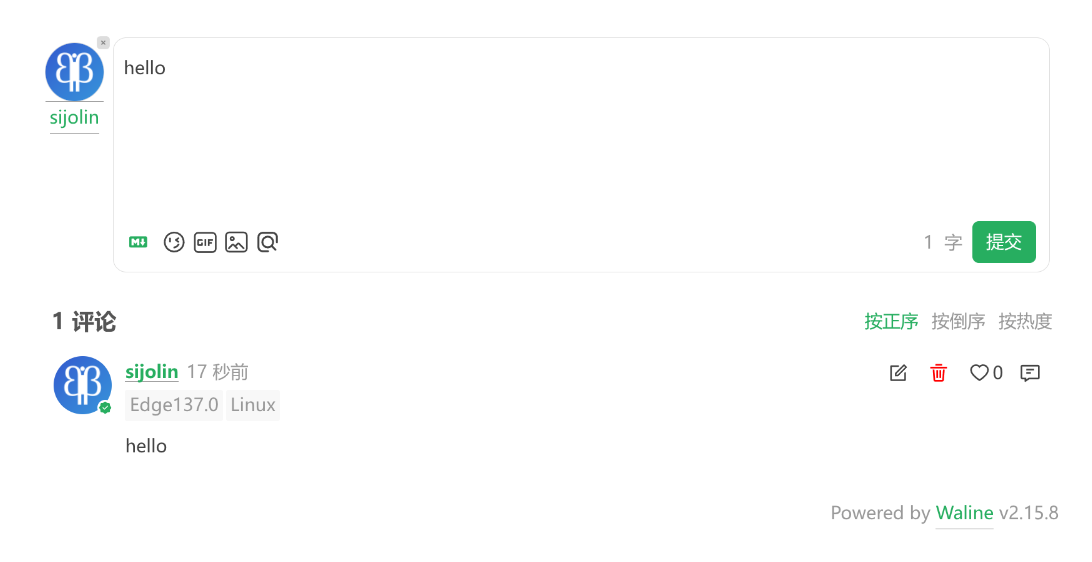 hello
sijolin
M↓ GIF 1 字 提交
1 评论 按正序 按倒序 按热度
sijolin 17 秒前 0
Edge137.0 Linux
hello
Powered by Waline v2.15.8